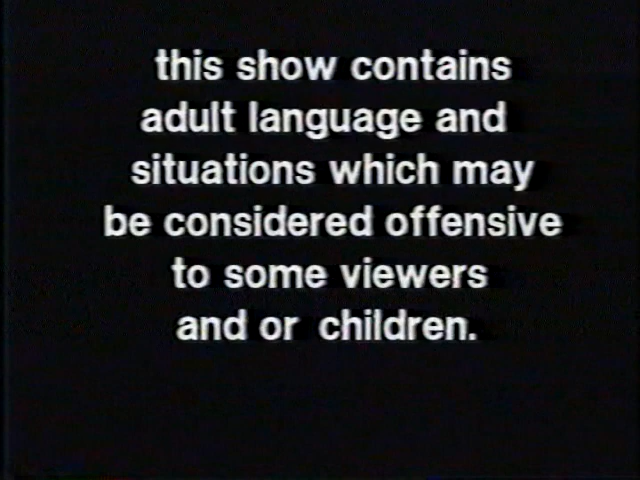 this show contains
adult language and
situations which may
be considered offensive
to some viewers
and or children.